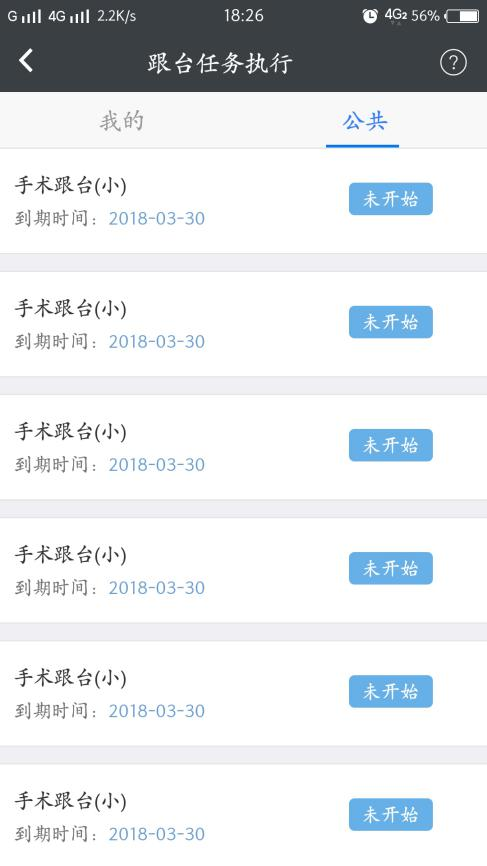 G 4G 2.2K/s 18:26 4G2 56%
跟台任务执行 ?
我的 公共
手术跟台(小)
未开始
到期时间：2018-03-30
手术跟台(小)
未开始
到期时间：2018-03-30
手术跟台(小)
未开始
到期时间：2018-03-30
手术跟台(小)
未开始
到期时间：2018-03-30
手术跟台(小)
未开始
到期时间：2018-03-30
手术跟台(小)
未开始
到期时间：2018-03-30